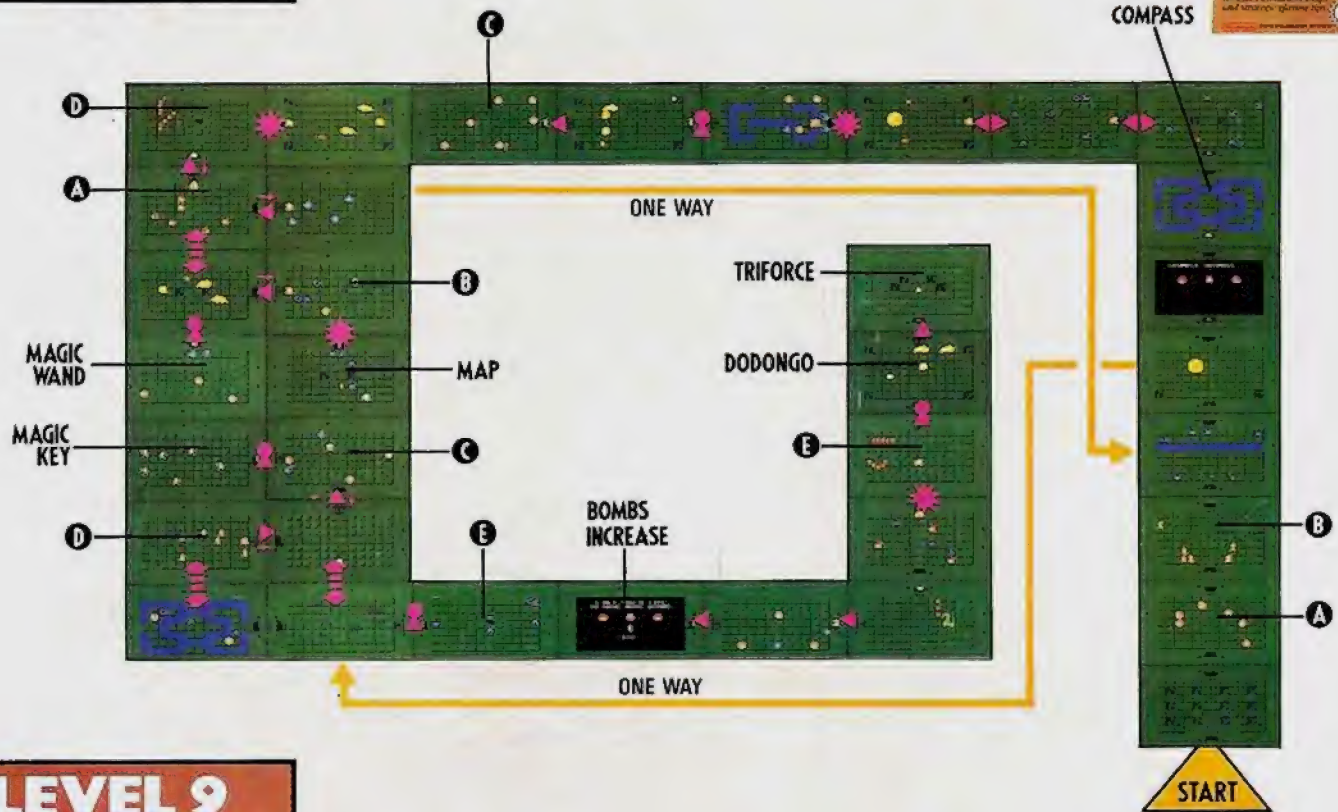 COMPASS
C
D
A
ONE WAY
B
TRIFORCE
MAGIC
WAND
MAP
DODONGO
MAGIC
KEY
C
E
BOMBS
INCREASE
D
E
B
A
ONE WAY
START
LEVEL 9